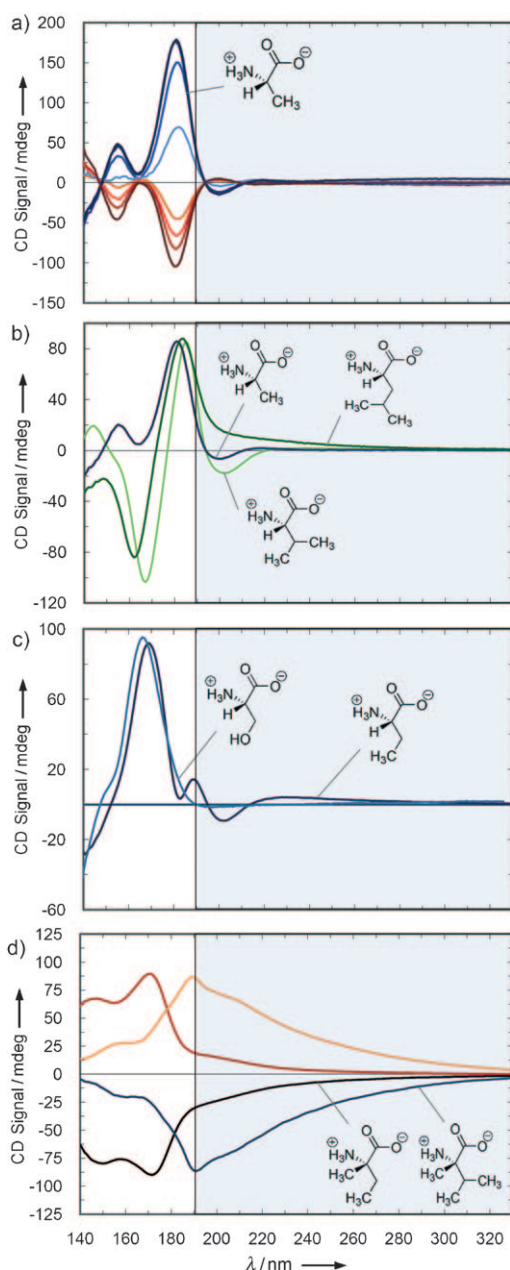 a)
200
150
100
50
0
-50
-100
-150
CD Signal / mdeg
⊕
H₃N
H
O
O
⊖
CH₃
b)
80
40
0
-40
-80
-120
CD Signal / mdeg
⊕
H₃N
H
O
O
⊖
CH₃
⊕
H₃N
H
O
O
⊖
H₃C
CH₃
⊕
H₃N
H
O
O
⊖
H₃C
CH₃
c)
100
60
20
-20
-60
CD Signal / mdeg
⊕
H₃N
H
O
O
⊖
HO
⊕
H₃N
H
O
O
⊖
H₃C
d)
125
100
75
50
25
0
-25
-50
-75
-100
125
CD Signal / mdeg
⊕
H₃N
H₃C
O
O
⊖
H₃C
⊕
H₃N
H₃C
O
O
⊖
H₃C
CH₃
140 160 180 200 220 240 260 280 300 320
λ / nm